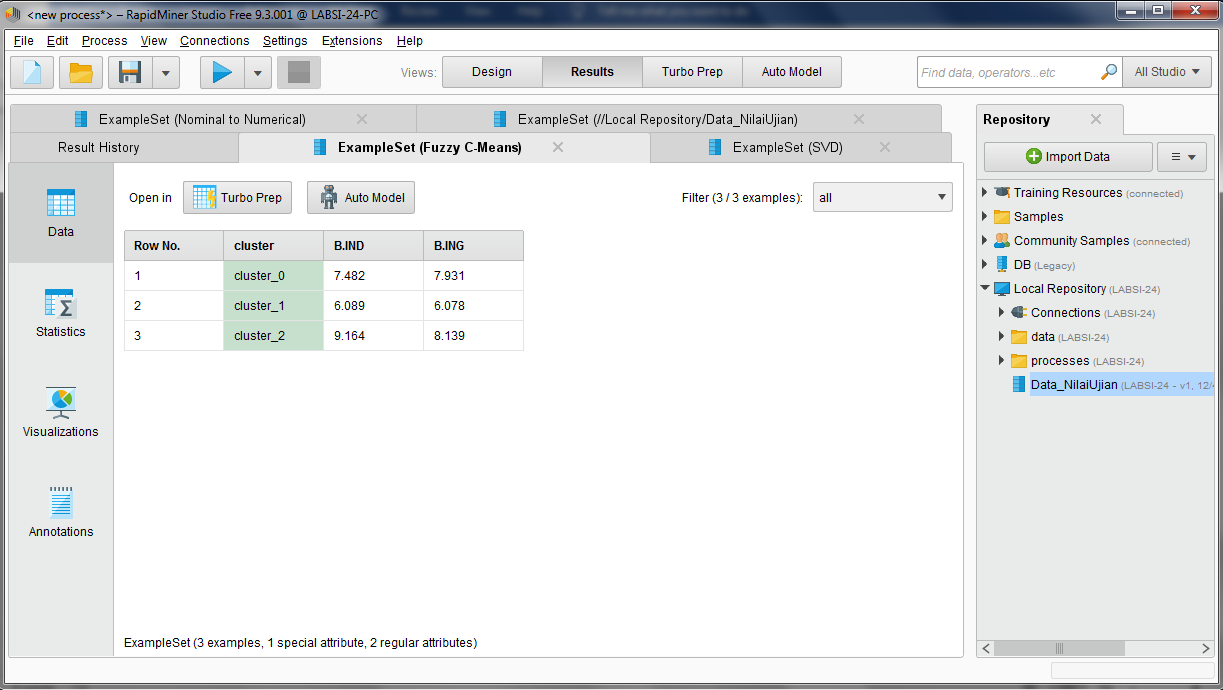 <new process*> – RapidMiner Studio Free 9.3.001 @ LABSI-24-PC
File Edit Process View Connections Settings Extensions Help
Views: Design Results Turbo Prep Auto Model Find data, operators...etc All Studio
ExampleSet (Nominal to Numerical) ExampleSet (//Local Repository/Data_NilaiUjian)
Result History ExampleSet (Fuzzy C-Means) ExampleSet (SVD)
Data
Statistics
Visualizations
Annotations
Open in Turbo Prep Auto Model Filter (3 / 3 examples): all
Row No. cluster B.IND B.ING
1 cluster_0 7.482 7.931
2 cluster_1 6.089 6.078
3 cluster_2 9.164 8.139
ExampleSet (3 examples, 1 special attribute, 2 regular attributes)
Repository
Import Data
Training Resources (connected)
Samples
Community Samples (connected)
DB (Legacy)
Local Repository (LABSI-24)
Connections (LABSI-24)
data (LABSI-24)
processes (LABSI-24)
Data_NilaiUjian (LABSI-24 - v1, 12/